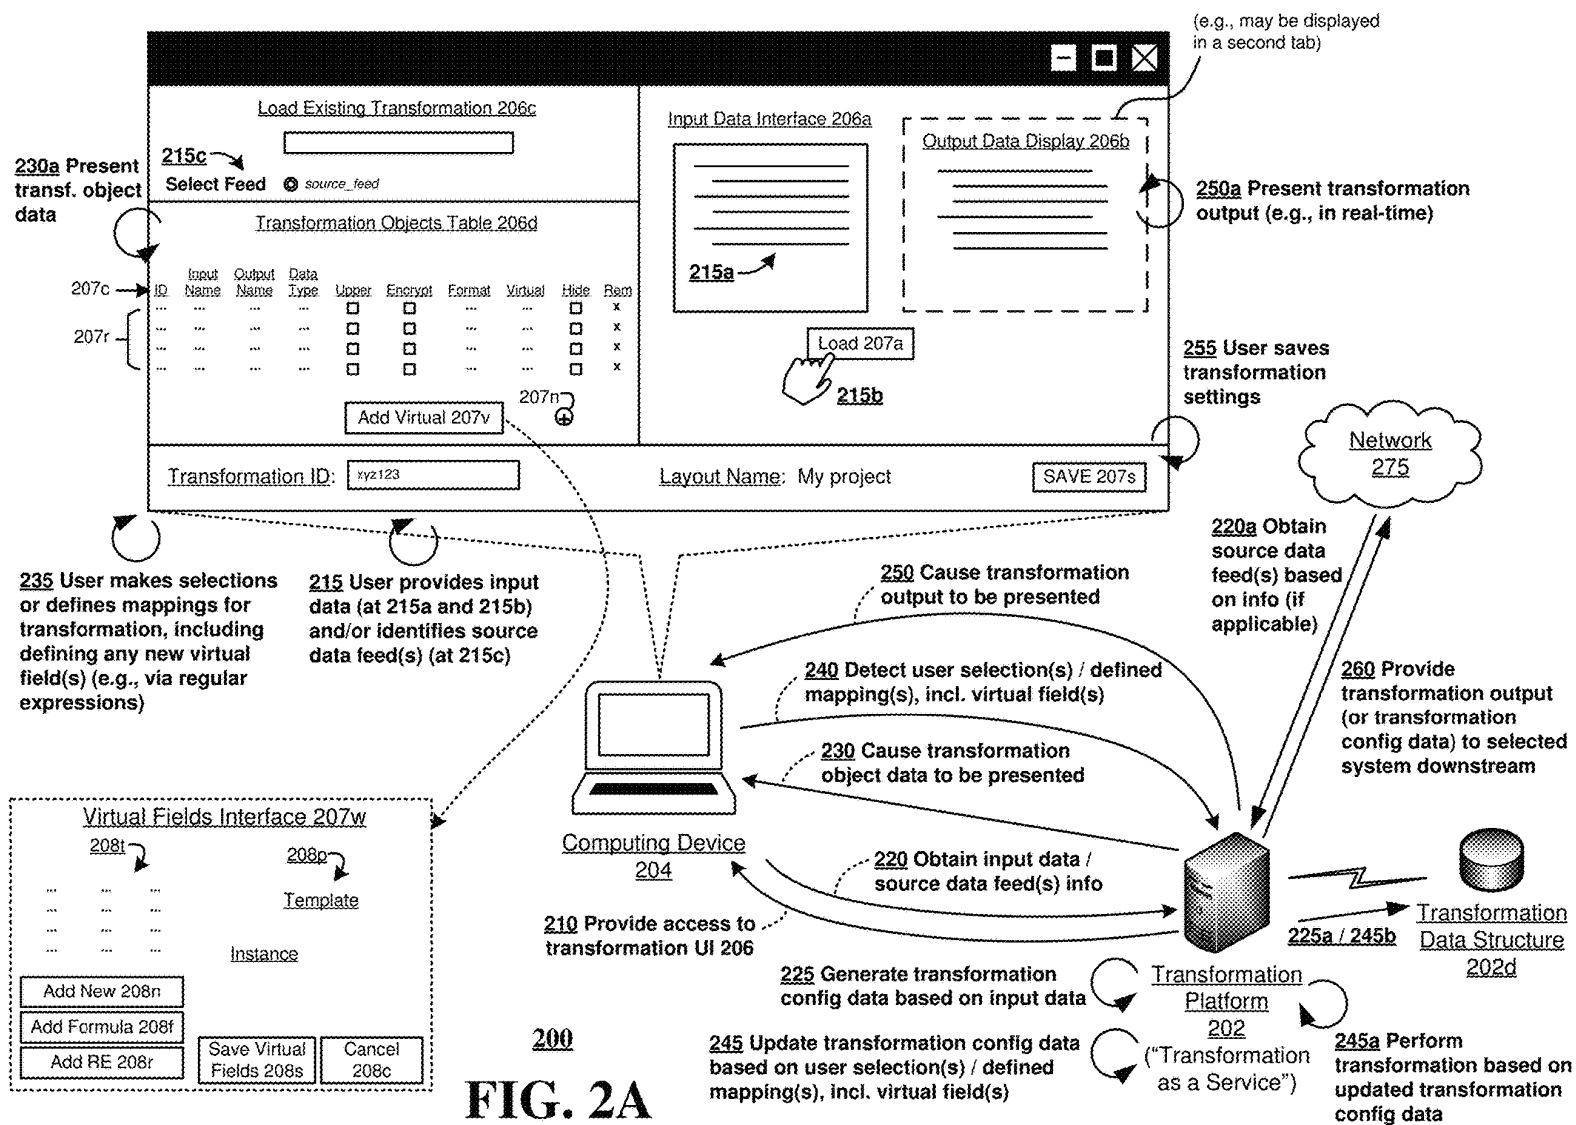 (e.g., may be displayed
in a second tab)
Load Existing Transformation 206c
215c
Select Feed
source_feed
230a Present
transf. object
data
Input Data Interface 206a
Output Data Display 206b
215a
250a Present transformation
output (e.g., in real-time)
Transformation Objects Table 206d
207c
ID
Input
Name
Output
Name
Data
Type
Upper
Encrypt
Format
Virtual
Hide
Rem
... ... ... ... ... ... x
... ... ... ... ... ... x
... ... ... ... ... ... x
... ... ... ... ... ... x
207r
Load 207a
215b
207n
Add Virtual 207v
255 User saves
transformation
settings
Transformation ID:
xyz123
Layout Name: My project
SAVE 207s
Network
275
235 User makes selections
or defines mappings for
transformation, including
defining any new virtual
field(s) (e.g., via regular
expressions)
215 User provides input
data (at 215a and 215b)
and/or identifies source
data feed(s) (at 215c)
250 Cause transformation
output to be presented
220a Obtain
source data
feed(s) based
on info (if
applicable)
240 Detect user selection(s) / defined
mapping(s), incl. virtual field(s)
260 Provide
transformation output
(or transformation
config data) to selected
system downstream
230 Cause transformation
object data to be presented
Computing Device
204
220 Obtain input data /
source data feed(s) info
210 Provide access to
transformation UI 206
225a / 245b
Transformation
Data Structure
202d
Virtual Fields Interface 207w
208t
208p
... ... ...
... ... ...
... ... ...
... ... ...
Template
Instance
Add New 208n
Add Formula 208f
Add RE 208r
Save Virtual
Fields 208s
Cancel
208c
225 Generate transformation
config data based on input data
Transformation
Platform
202
("Transformation
as a Service")
245 Update transformation config data
based on user selection(s) / defined
mapping(s), incl. virtual field(s)
245a Perform
transformation based on
updated transformation
config data
200
FIG. 2A